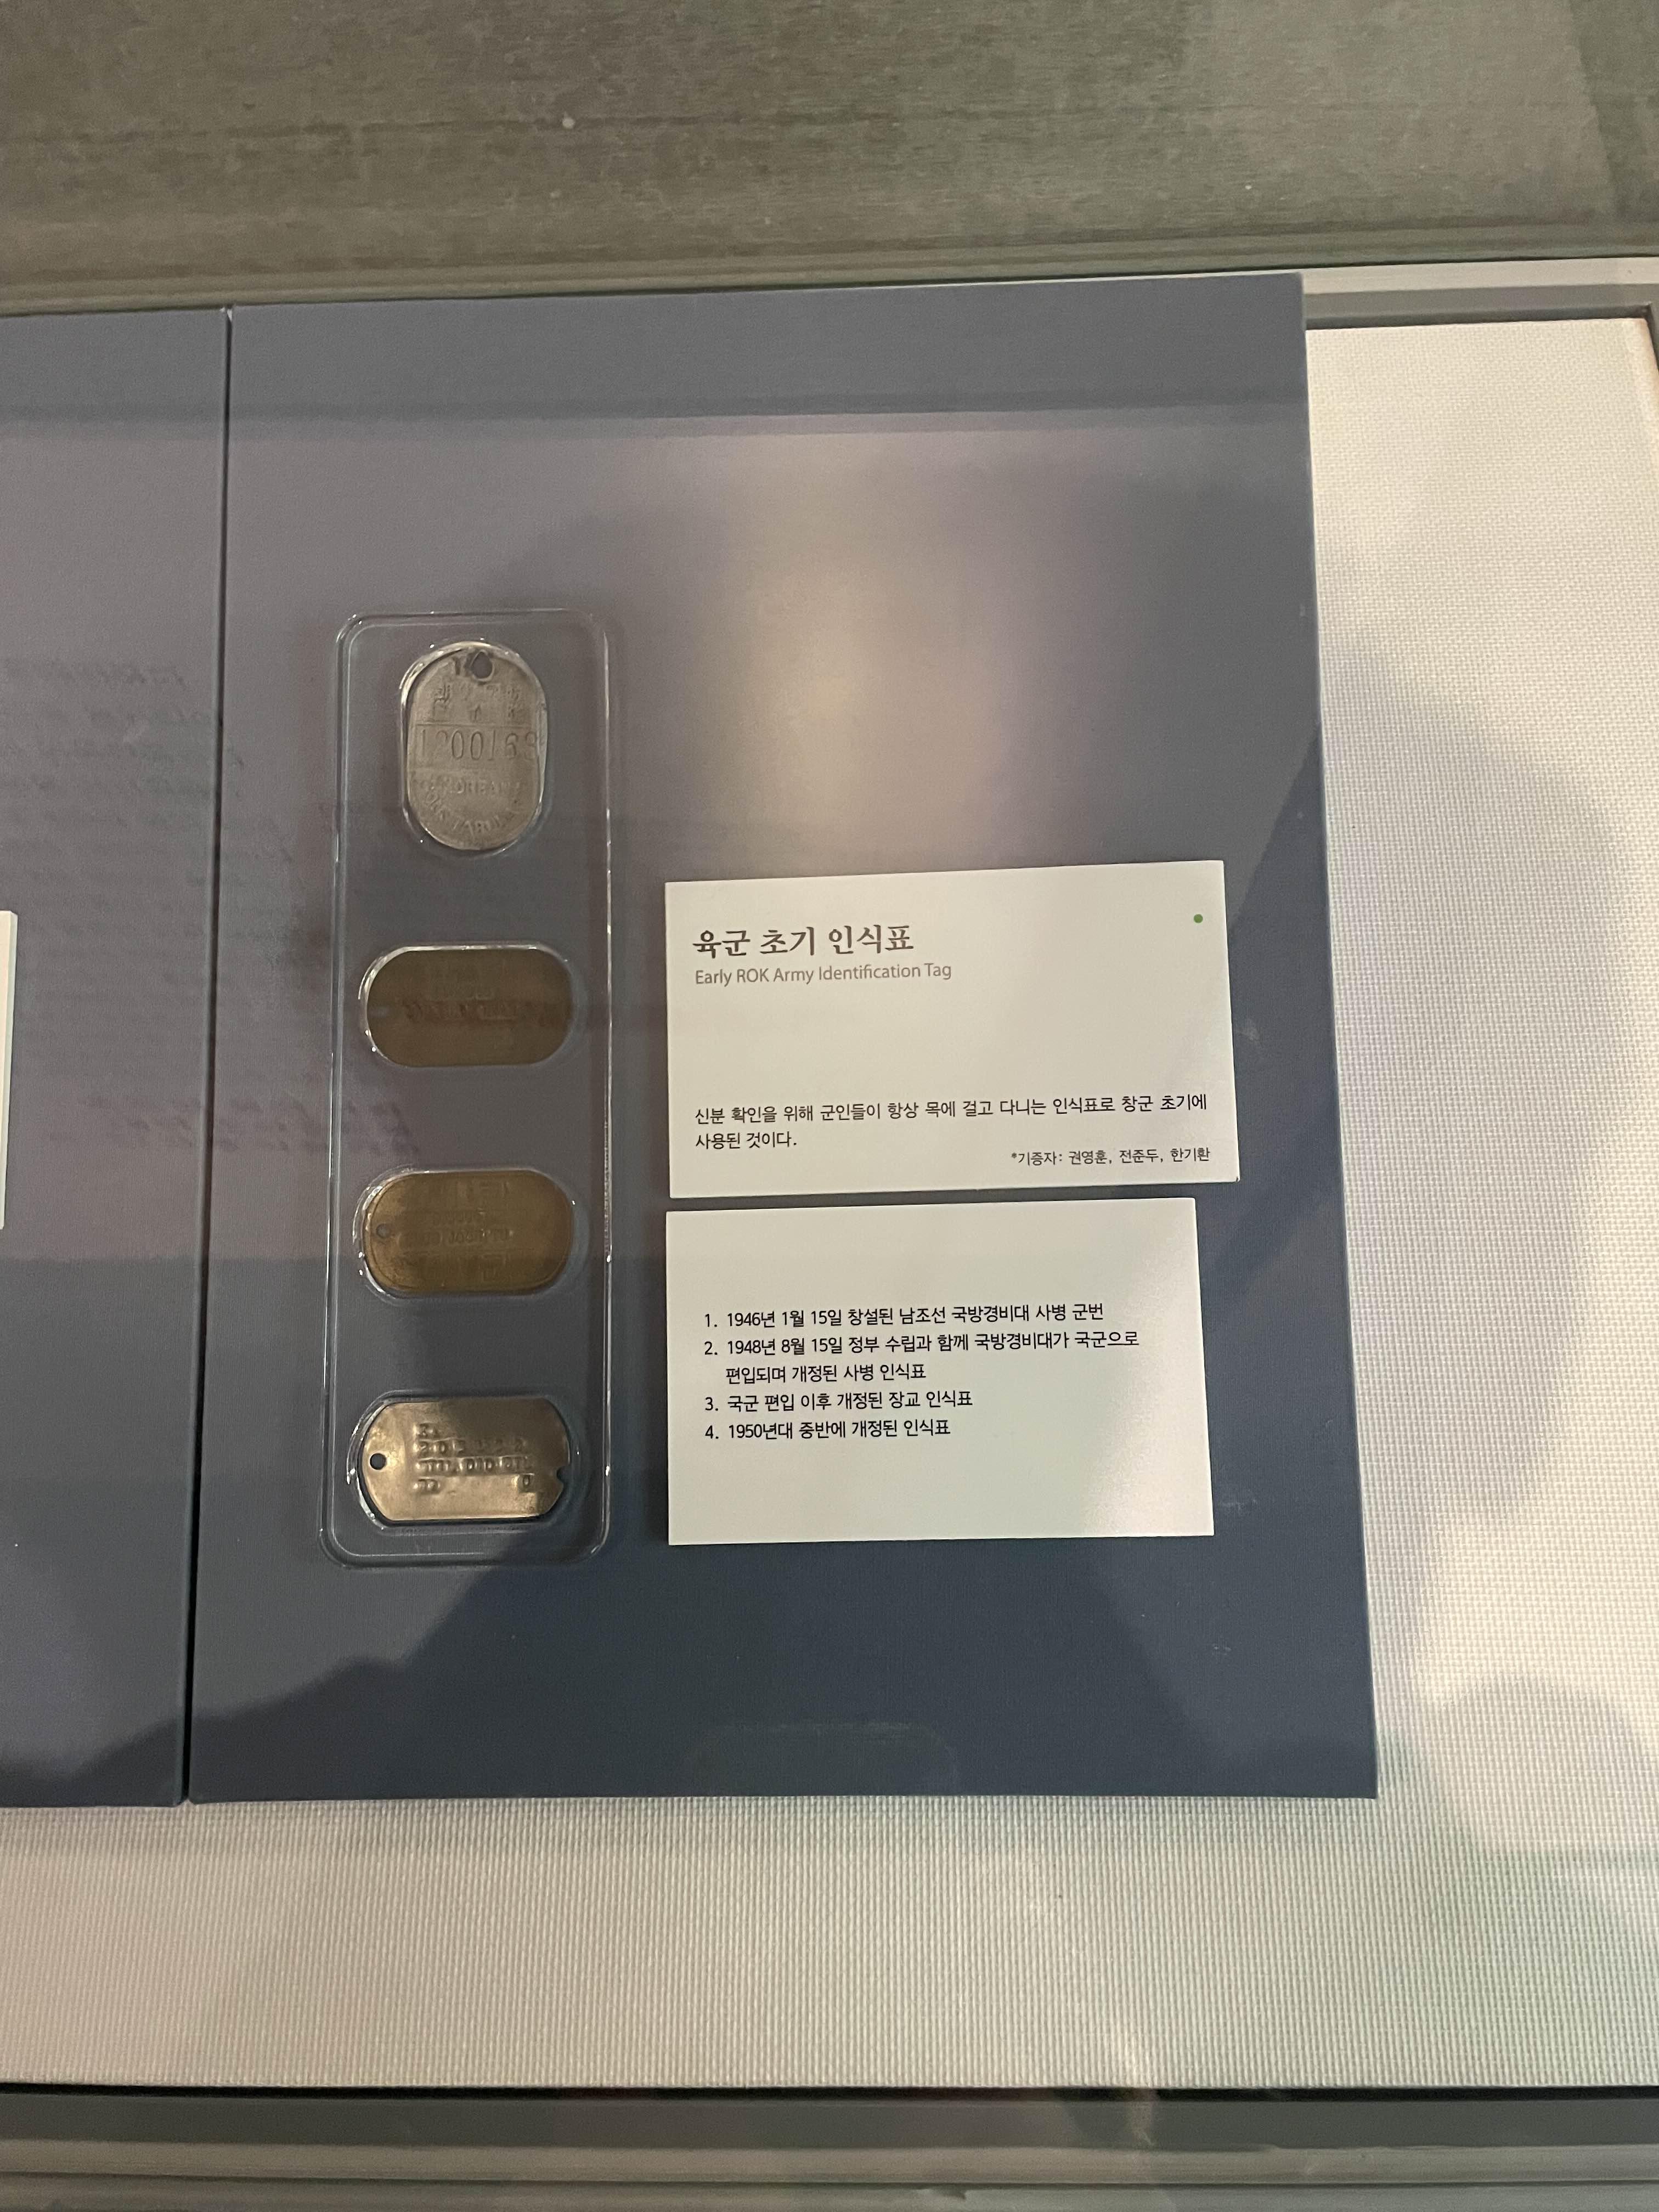 1200163
KOREAN
육군 초기 인식표
Early ROK Army Identification Tag
신분 확인을 위해 군인들이 항상 목에 걸고 다니는 인식표로 창군 초기에
사용된 것이다.
*기증자: 권영훈, 전준두, 한기환
1. 1946년 1월 15일 창설된 남조선 국방경비대 사병 군번
2. 1948년 8월 15일 정부 수립과 함께 국방경비대가 국군으로
편입되며 개정된 사병 인식표
3. 국군 편입 이후 개정된 장교 인식표
4. 1950년대 중반에 개정된 인식표